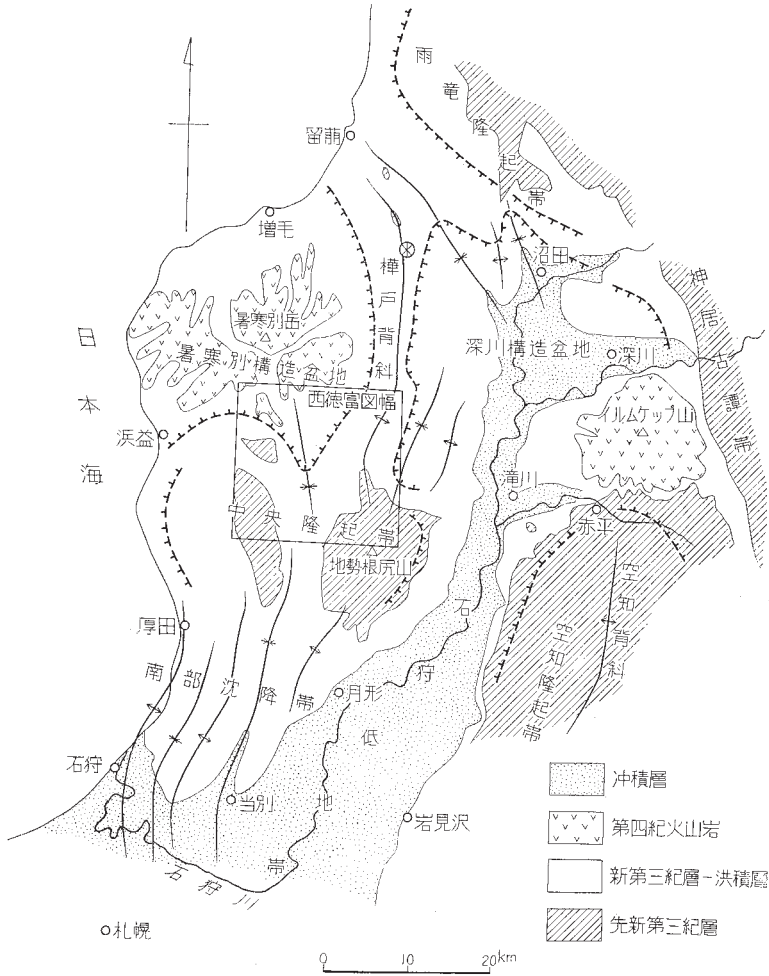 雨竜隆起帯
留萠
増毛
樺戸背斜
沼田
神居古潭帯
暑寒別岳
暑寒別構造盆地
深川構造盆地
深川
日本海
西徳富図幅
イルムケップ山
浜益
滝川
中央隆起帯
赤平
地勢根尻山
空知背斜
空知隆起帯
厚田
石狩低地帯
南部沈降帯
月形
石狩
当別
岩見沢
石狩川
札幌
冲積層
第四紀火山岩
新第三紀層-洪積層
先新第三紀層
0 10 20km